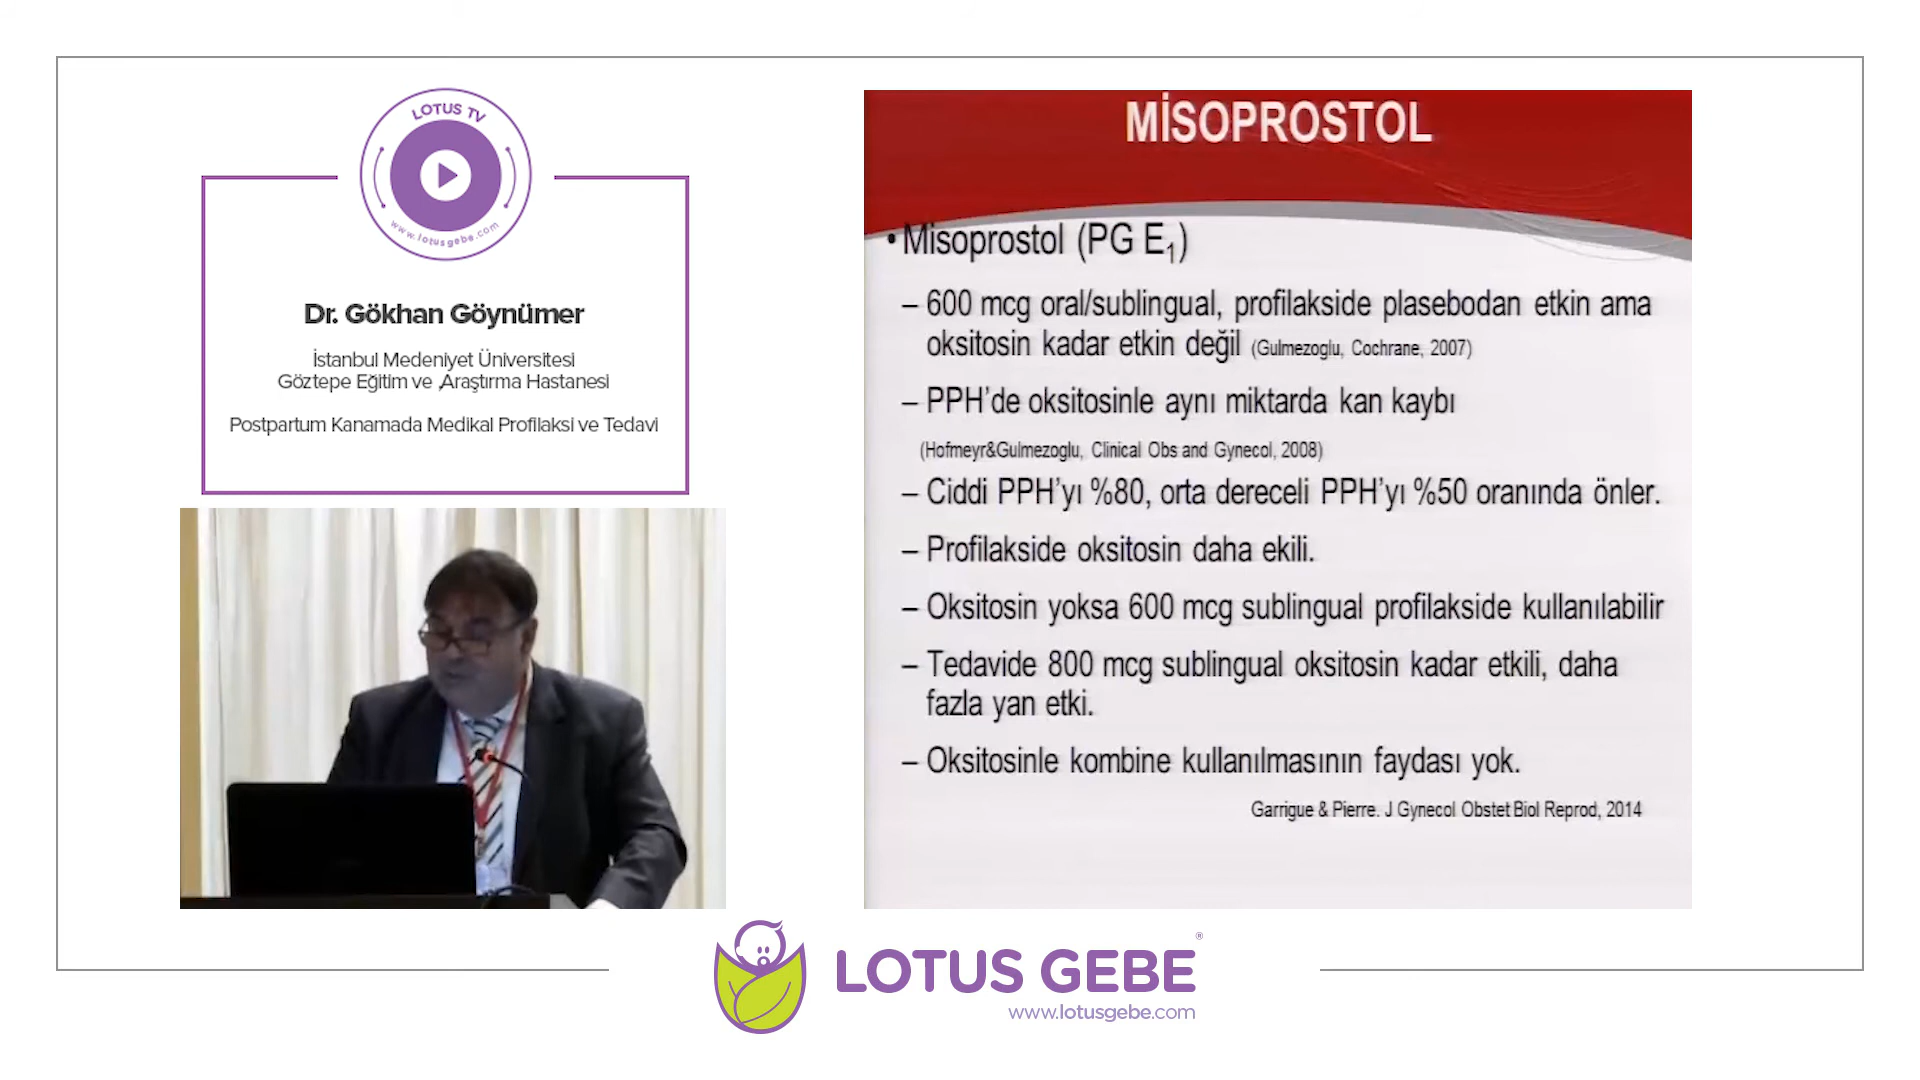 LOTUS TV
www.lotusgebe.com
Dr. Gökhan Göynümer
İstanbul Medeniyet Üniversitesi
Göztepe Eğitim ve ,Araştırma Hastanesi
Postpartum Kanamada Medikal Profilaksi ve Tedavi
MİSOPROSTOL
• Misoprostol (PG E₁)
– 600 mcg oral/sublingual, profilakside plasebodan etkin ama
oksitosin kadar etkin değil (Gulmezoglu, Cochrane, 2007)
– PPH’de oksitosinle aynı miktarda kan kaybı
(Hofmeyr&Gulmezoglu, Clinical Obs and Gynecol, 2008)
– Ciddi PPH’yı %80, orta dereceli PPH’yı %50 oranında önler.
– Profilakside oksitosin daha ekili.
– Oksitosin yoksa 600 mcg sublingual profilakside kullanılabilir
– Tedavide 800 mcg sublingual oksitosin kadar etkili, daha
fazla yan etki.
– Oksitosinle kombine kullanılmasının faydası yok.
Garrigue & Pierre. J Gynecol Obstet Biol Reprod, 2014
LOTUS GEBE®
www.lotusgebe.com